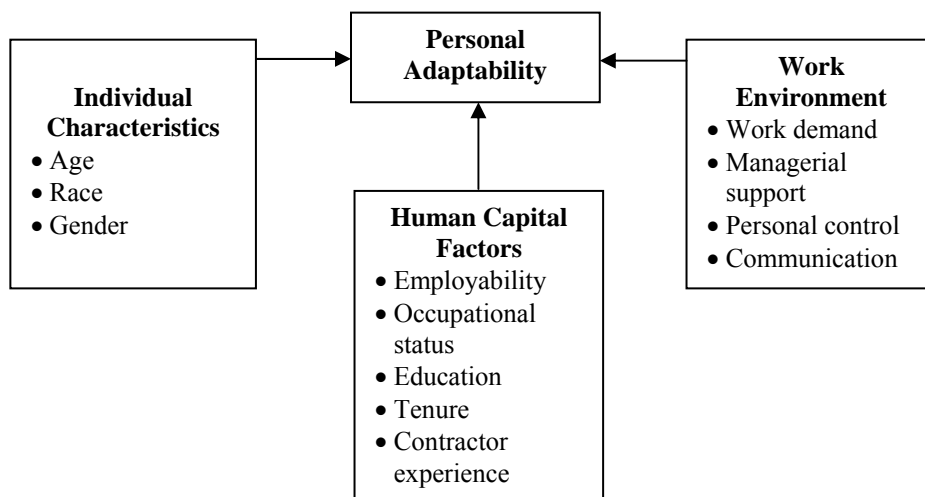 Personal
Adaptability
Individual
Characteristics
• Age
• Race
• Gender
Human Capital
Factors
• Employability
• Occupational
status
• Education
• Tenure
• Contractor
experience
Work
Environment
• Work demand
• Managerial
support
• Personal control
• Communication